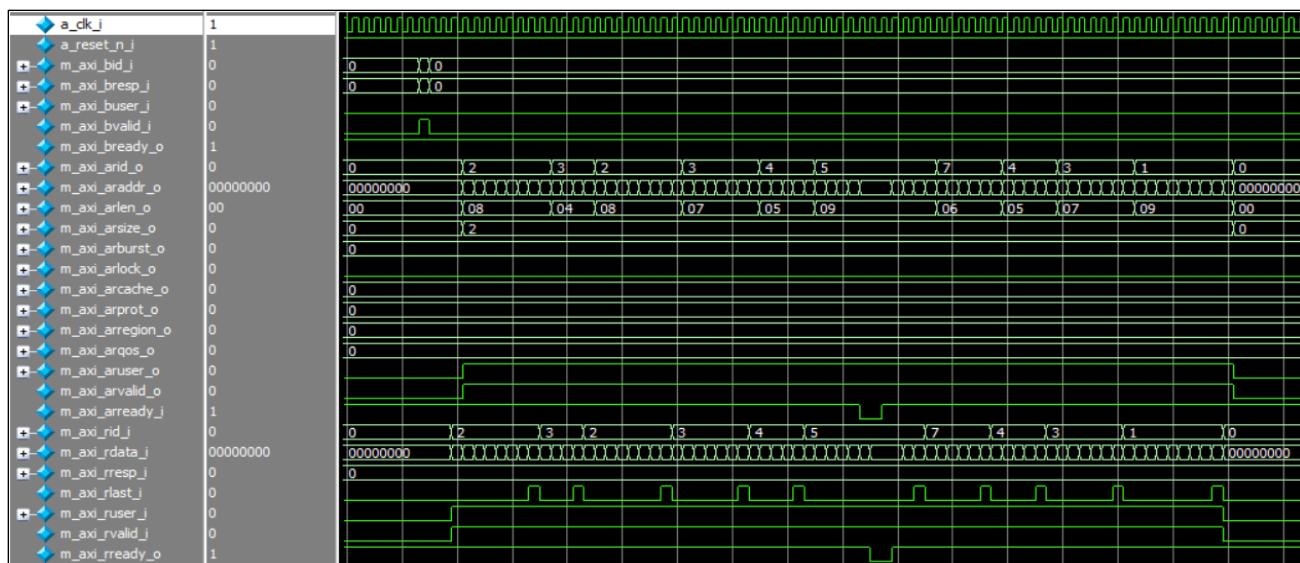 a_clk_i 1
a_reset_n_i 1
m_axi_bid_i 0 0 0
m_axi_bresp_i 0 0 0
m_axi_buser_i 0
m_axi_bvalid_i 0
m_axi_bready_o 1
m_axi_arid_o 0 0 2 3 2 3 4 5 7 4 3 1 0
m_axi_araddr_o 00000000 00000000 00000000
m_axi_arlen_o 00 00 08 04 08 07 05 09 06 05 07 09 00
m_axi_arsize_o 0 0 2 0
m_axi_arburst_o 0 0
m_axi_arlock_o 0
m_axi_arcache_o 0 0
m_axi_arprot_o 0 0
m_axi_arregion_o 0 0
m_axi_arqos_o 0 0
m_axi_aruser_o 0
m_axi_arvalid_o 0
m_axi_arready_i 1
m_axi_rid_i 0 0 2 3 2 3 4 5 7 4 3 1 0
m_axi_rdata_i 00000000 00000000 00000000
m_axi_rresp_i 0 0
m_axi_rlast_i 0
m_axi_ruser_i 0
m_axi_rvalid_i 0
m_axi_rready_o 1